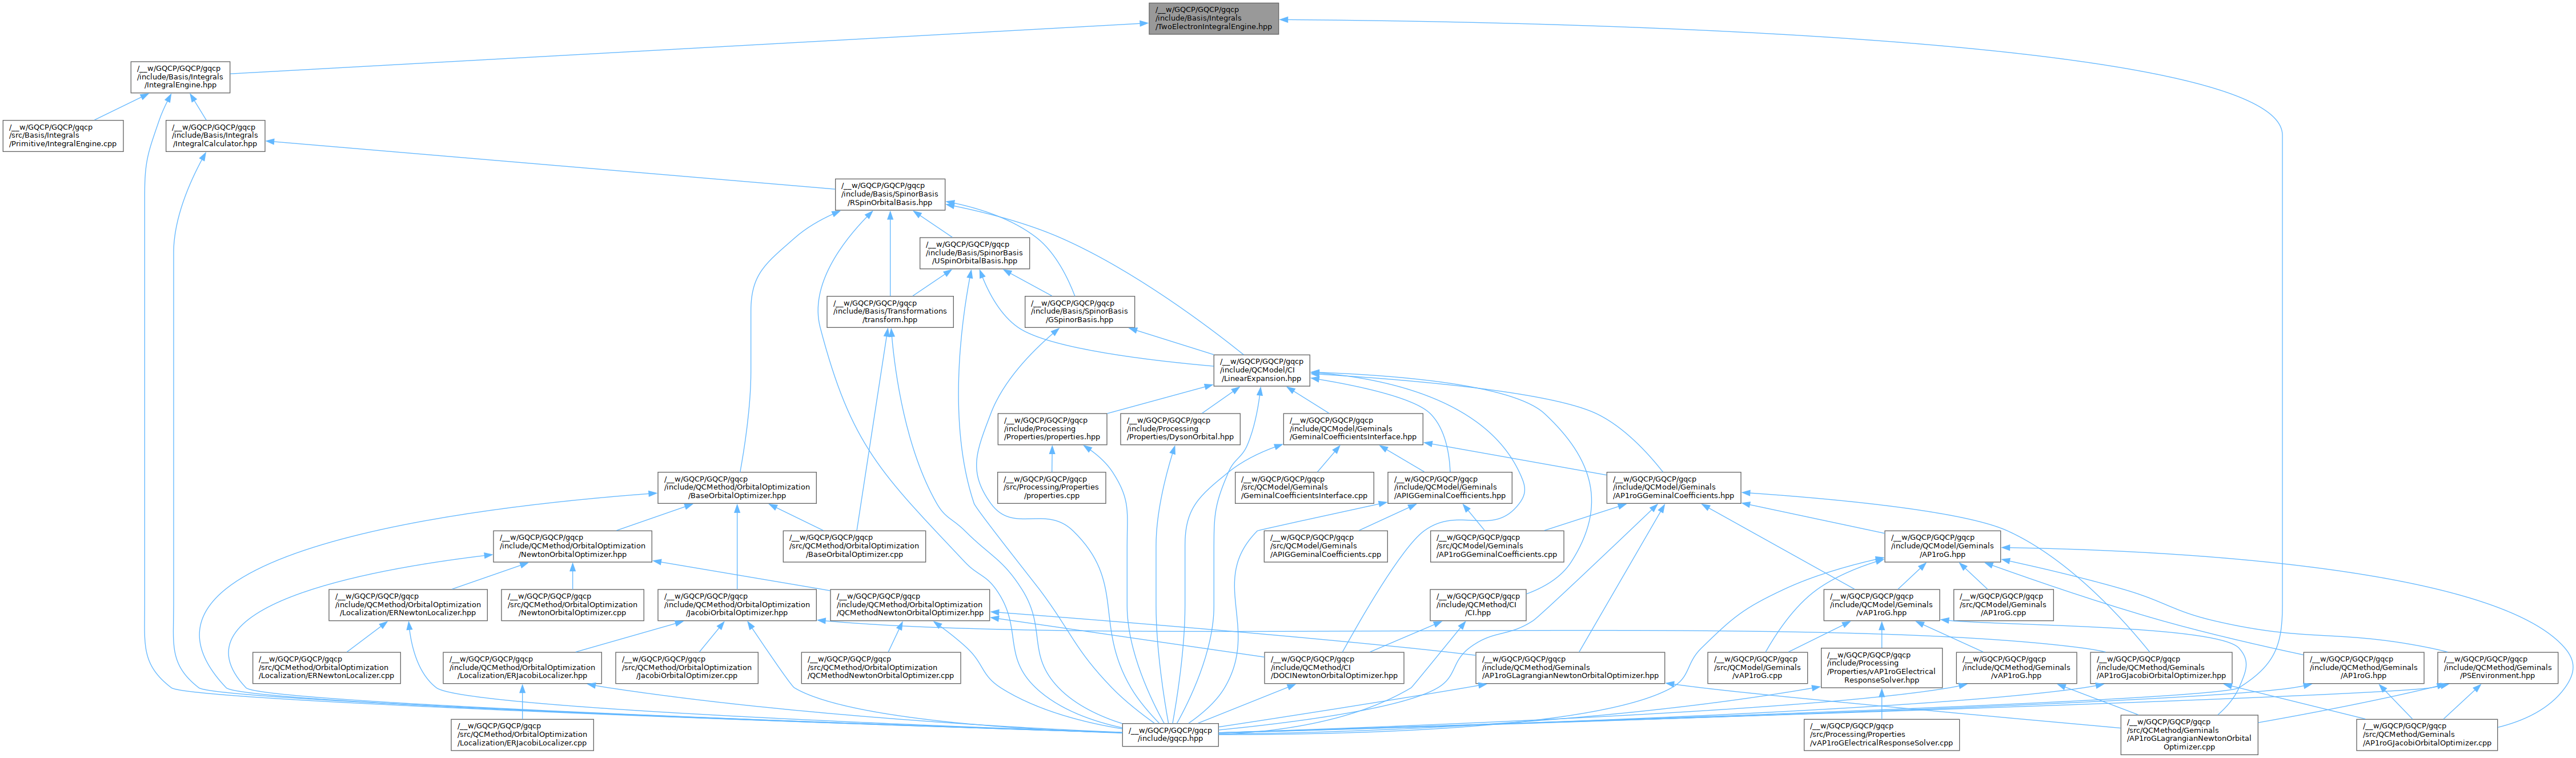 /__w/GQCP/GQCP/gqcp
/include/Basis/Integrals
/TwoElectronIntegralEngine.hpp
/__w/GQCP/GQCP/gqcp
/include/Basis/Integrals
/IntegralEngine.hpp
/__w/GQCP/GQCP/gqcp
/src/Basis/Integrals
/Primitive/IntegralEngine.cpp
/__w/GQCP/GQCP/gqcp
/include/Basis/Integrals
/IntegralCalculator.hpp
/__w/GQCP/GQCP/gqcp
/include/Basis/SpinorBasis
/RSpinOrbitalBasis.hpp
/__w/GQCP/GQCP/gqcp
/include/Basis/SpinorBasis
/USpinOrbitalBasis.hpp
/__w/GQCP/GQCP/gqcp
/include/Basis/Transformations
/transform.hpp
/__w/GQCP/GQCP/gqcp
/include/Basis/SpinorBasis
/GSpinorBasis.hpp
/__w/GQCP/GQCP/gqcp
/include/QCModel/CI
/LinearExpansion.hpp
/__w/GQCP/GQCP/gqcp
/include/Processing
/Properties/properties.hpp
/__w/GQCP/GQCP/gqcp
/include/Processing
/Properties/DysonOrbital.hpp
/__w/GQCP/GQCP/gqcp
/include/QCModel/Geminals
/GeminalCoefficientsInterface.hpp
/__w/GQCP/GQCP/gqcp
/include/QCMethod/OrbitalOptimization
/BaseOrbitalOptimizer.hpp
/__w/GQCP/GQCP/gqcp
/src/Processing/Properties
/properties.cpp
/__w/GQCP/GQCP/gqcp
/src/QCModel/Geminals
/GeminalCoefficientsInterface.cpp
/__w/GQCP/GQCP/gqcp
/include/QCModel/Geminals
/APIGGeminalCoefficients.hpp
/__w/GQCP/GQCP/gqcp
/include/QCModel/Geminals
/AP1roGGeminalCoefficients.hpp
/__w/GQCP/GQCP/gqcp
/include/QCMethod/OrbitalOptimization
/NewtonOrbitalOptimizer.hpp
/__w/GQCP/GQCP/gqcp
/src/QCMethod/OrbitalOptimization
/BaseOrbitalOptimizer.cpp
/__w/GQCP/GQCP/gqcp
/src/QCModel/Geminals
/APIGGeminalCoefficients.cpp
/__w/GQCP/GQCP/gqcp
/src/QCModel/Geminals
/AP1roGGeminalCoefficients.cpp
/__w/GQCP/GQCP/gqcp
/include/QCModel/Geminals
/AP1roG.hpp
/__w/GQCP/GQCP/gqcp
/include/QCMethod/OrbitalOptimization
/Localization/ERNewtonLocalizer.hpp
/__w/GQCP/GQCP/gqcp
/src/QCMethod/OrbitalOptimization
/NewtonOrbitalOptimizer.cpp
/__w/GQCP/GQCP/gqcp
/include/QCMethod/OrbitalOptimization
/JacobiOrbitalOptimizer.hpp
/__w/GQCP/GQCP/gqcp
/include/QCMethod/OrbitalOptimization
/QCMethodNewtonOrbitalOptimizer.hpp
/__w/GQCP/GQCP/gqcp
/include/QCMethod/CI
/CI.hpp
/__w/GQCP/GQCP/gqcp
/include/QCModel/Geminals
/vAP1roG.hpp
/__w/GQCP/GQCP/gqcp
/src/QCModel/Geminals
/AP1roG.cpp
/__w/GQCP/GQCP/gqcp
/src/QCMethod/OrbitalOptimization
/Localization/ERNewtonLocalizer.cpp
/__w/GQCP/GQCP/gqcp
/include/QCMethod/OrbitalOptimization
/Localization/ERJacobiLocalizer.hpp
/__w/GQCP/GQCP/gqcp
/src/QCMethod/OrbitalOptimization
/JacobiOrbitalOptimizer.cpp
/__w/GQCP/GQCP/gqcp
/src/QCMethod/OrbitalOptimization
/QCMethodNewtonOrbitalOptimizer.cpp
/__w/GQCP/GQCP/gqcp
/include/QCMethod/CI
/DOCINewtonOrbitalOptimizer.hpp
/__w/GQCP/GQCP/gqcp
/include/QCMethod/Geminals
/AP1roGLagrangianNewtonOrbitalOptimizer.hpp
/__w/GQCP/GQCP/gqcp
/src/QCModel/Geminals
/vAP1roG.cpp
/__w/GQCP/GQCP/gqcp
/include/Processing
/Properties/vAP1roGElectrical
ResponseSolver.hpp
/__w/GQCP/GQCP/gqcp
/include/QCMethod/Geminals
/vAP1roG.hpp
/__w/GQCP/GQCP/gqcp
/include/QCMethod/Geminals
/AP1roGJacobiOrbitalOptimizer.hpp
/__w/GQCP/GQCP/gqcp
/include/QCMethod/Geminals
/AP1roG.hpp
/__w/GQCP/GQCP/gqcp
/include/QCMethod/Geminals
/PSEnvironment.hpp
/__w/GQCP/GQCP/gqcp
/src/QCMethod/OrbitalOptimization
/Localization/ERJacobiLocalizer.cpp
/__w/GQCP/GQCP/gqcp
/include/gqcp.hpp
/__w/GQCP/GQCP/gqcp
/src/Processing/Properties
/vAP1roGElectricalResponseSolver.cpp
/__w/GQCP/GQCP/gqcp
/src/QCMethod/Geminals
/AP1roGLagrangianNewtonOrbital
Optimizer.cpp
/__w/GQCP/GQCP/gqcp
/src/QCMethod/Geminals
/AP1roGJacobiOrbitalOptimizer.cpp